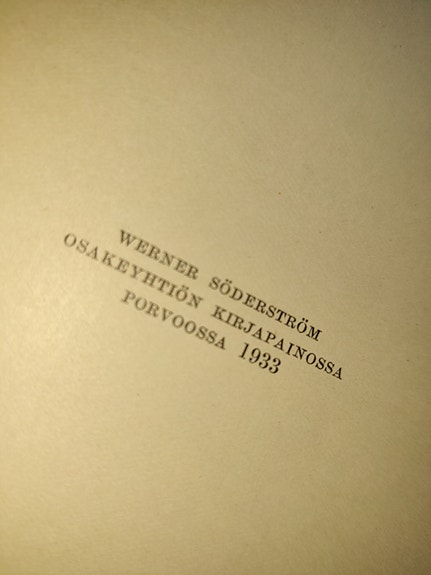 WERNER SÖDERSTRÖM
OSAKEYHTIÖN KIRJAPAINOSSA
PORVOOSSA 1933